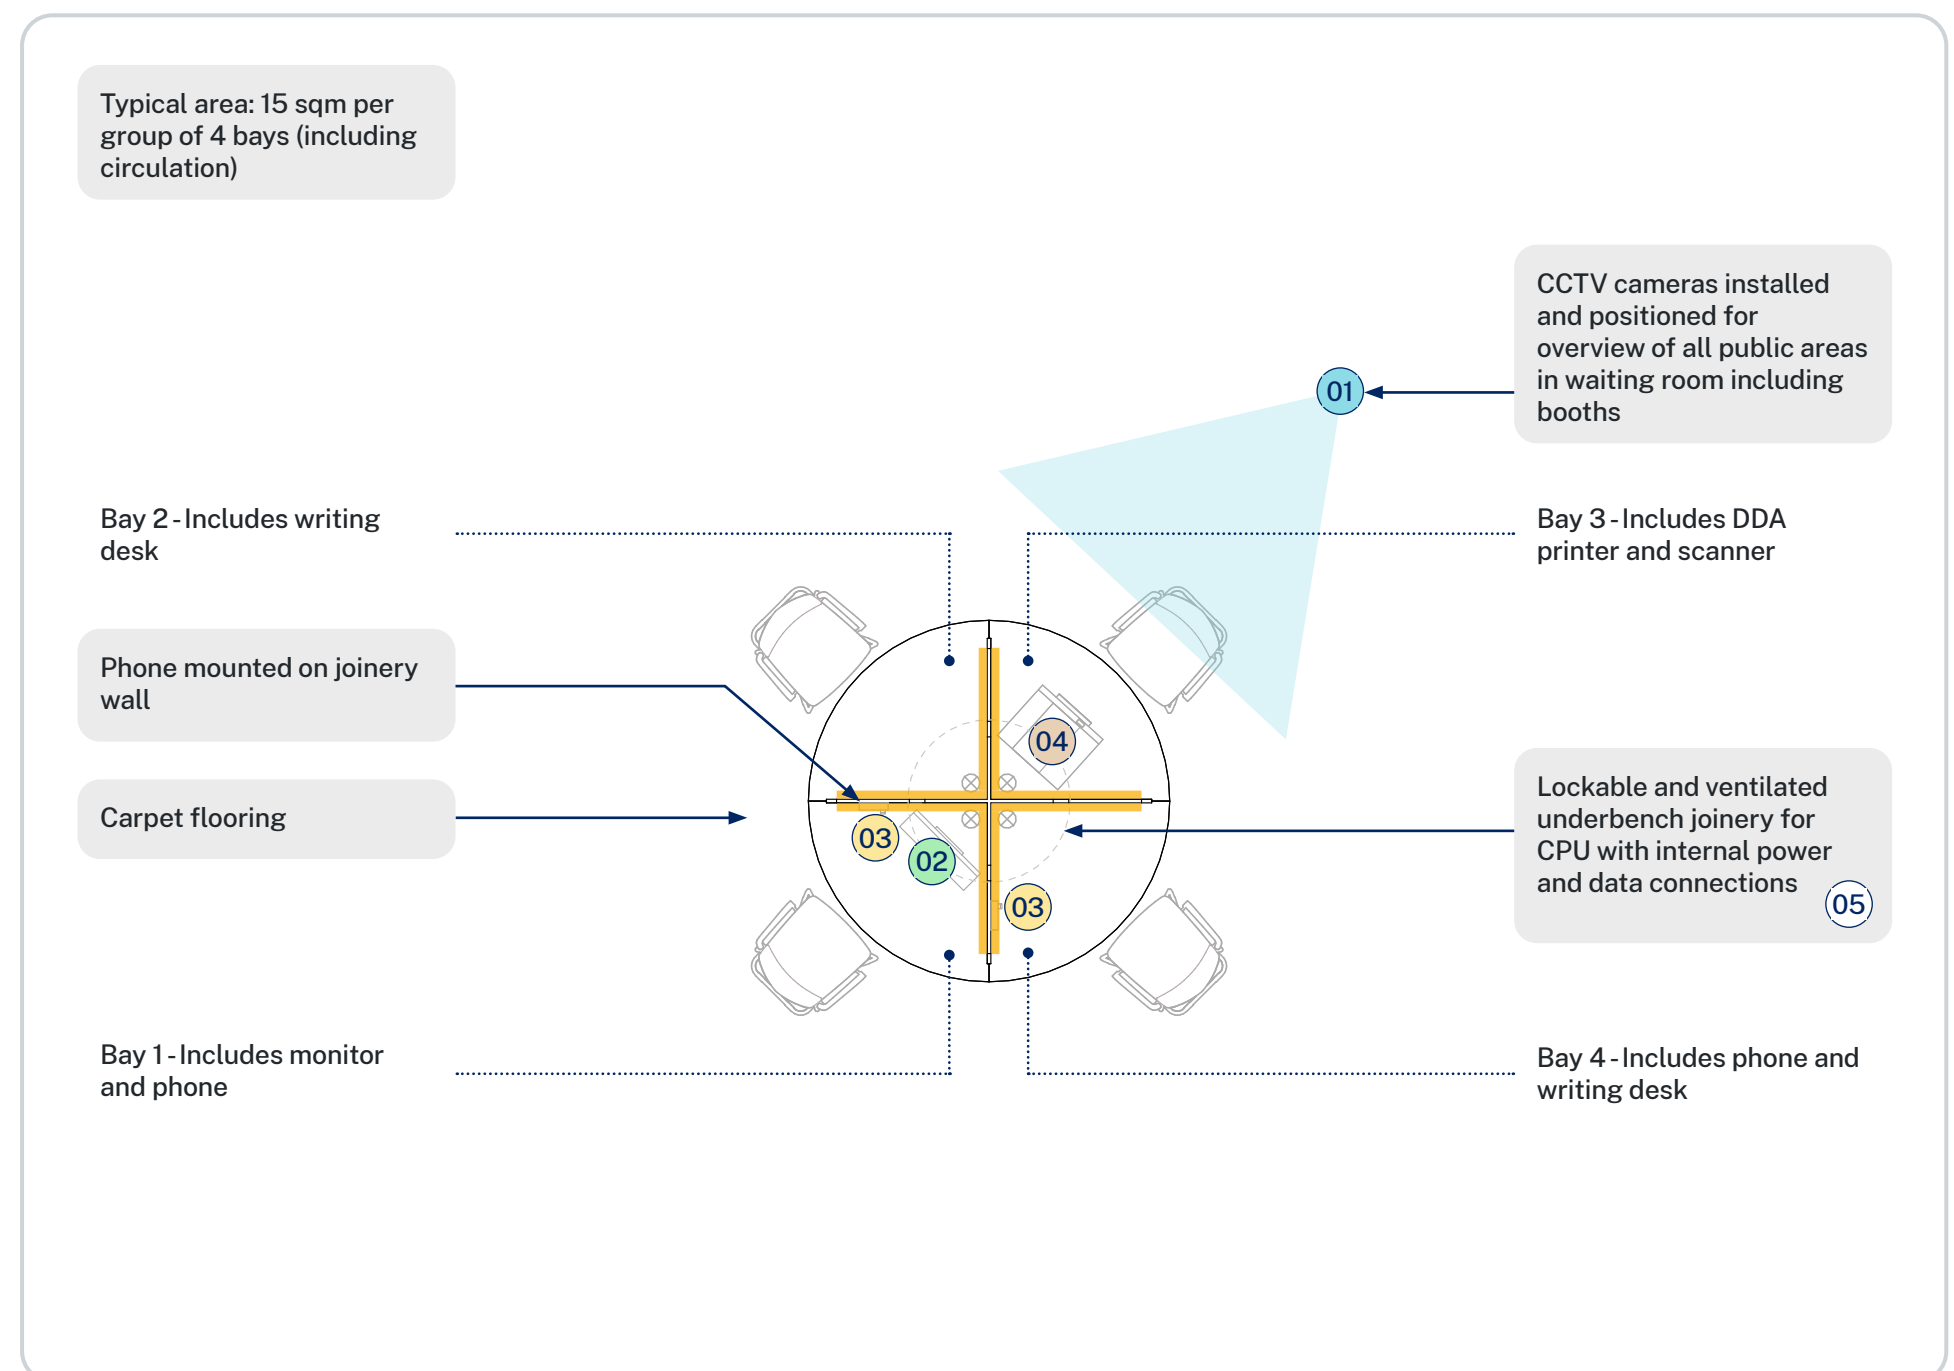 Typical area: 15 sqm per
group of 4 bays (including
circulation)
CCTV cameras installed
and positioned for
overview of all public areas
in waiting room including
booths
01
Bay 2 - Includes writing
desk
Bay 3 - Includes DDA
printer and scanner
Phone mounted on joinery
wall
04
Carpet flooring
03
02
03
Lockable and ventilated
underbench joinery for
CPU with internal power
and data connections
05
Bay 1 - Includes monitor
and phone
Bay 4 - Includes phone and
writing desk